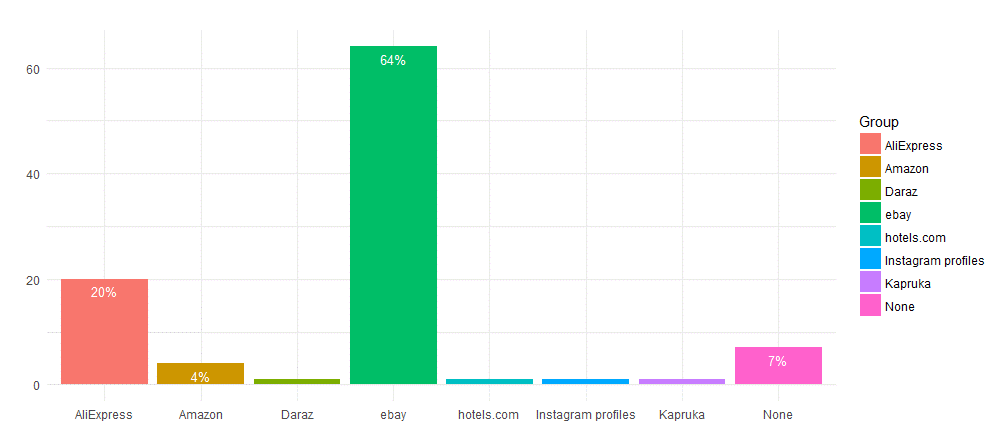 60
40
20
0
64%
20%
4%
7%
AliExpress Amazon Daraz ebay hotels.com Instagram profiles Kapruka None
Group
AliExpress
Amazon
Daraz
ebay
hotels.com
Instagram profiles
Kapruka
None